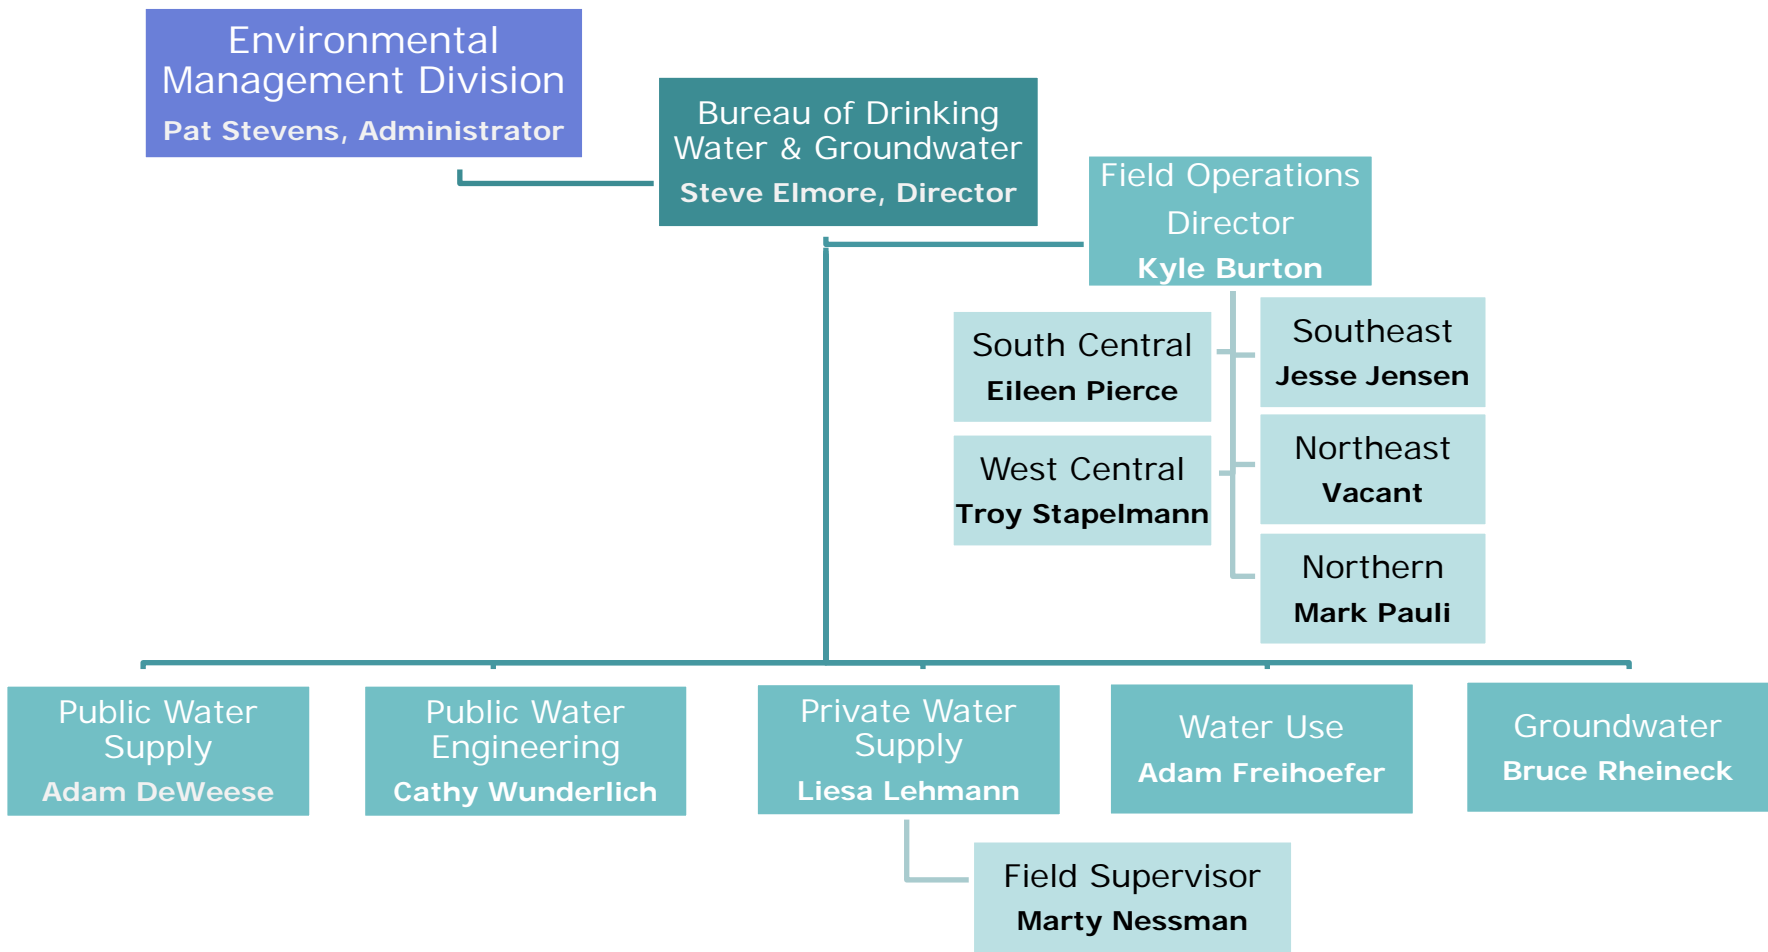 Environmental
Management Division
Pat Stevens, Administrator
Bureau of Drinking
Water & Groundwater
Steve Elmore, Director
Field Operations
Director
Kyle Burton
South Central
Eileen Pierce
Southeast
Jesse Jensen
West Central
Troy Stapelmann
Northeast
Vacant
Northern
Mark Pauli
Public Water
Supply
Adam DeWeese
Public Water
Engineering
Cathy Wunderlich
Private Water
Supply
Liesa Lehmann
Water Use
Adam Freihoefer
Groundwater
Bruce Rheineck
Field Supervisor
Marty Nessman